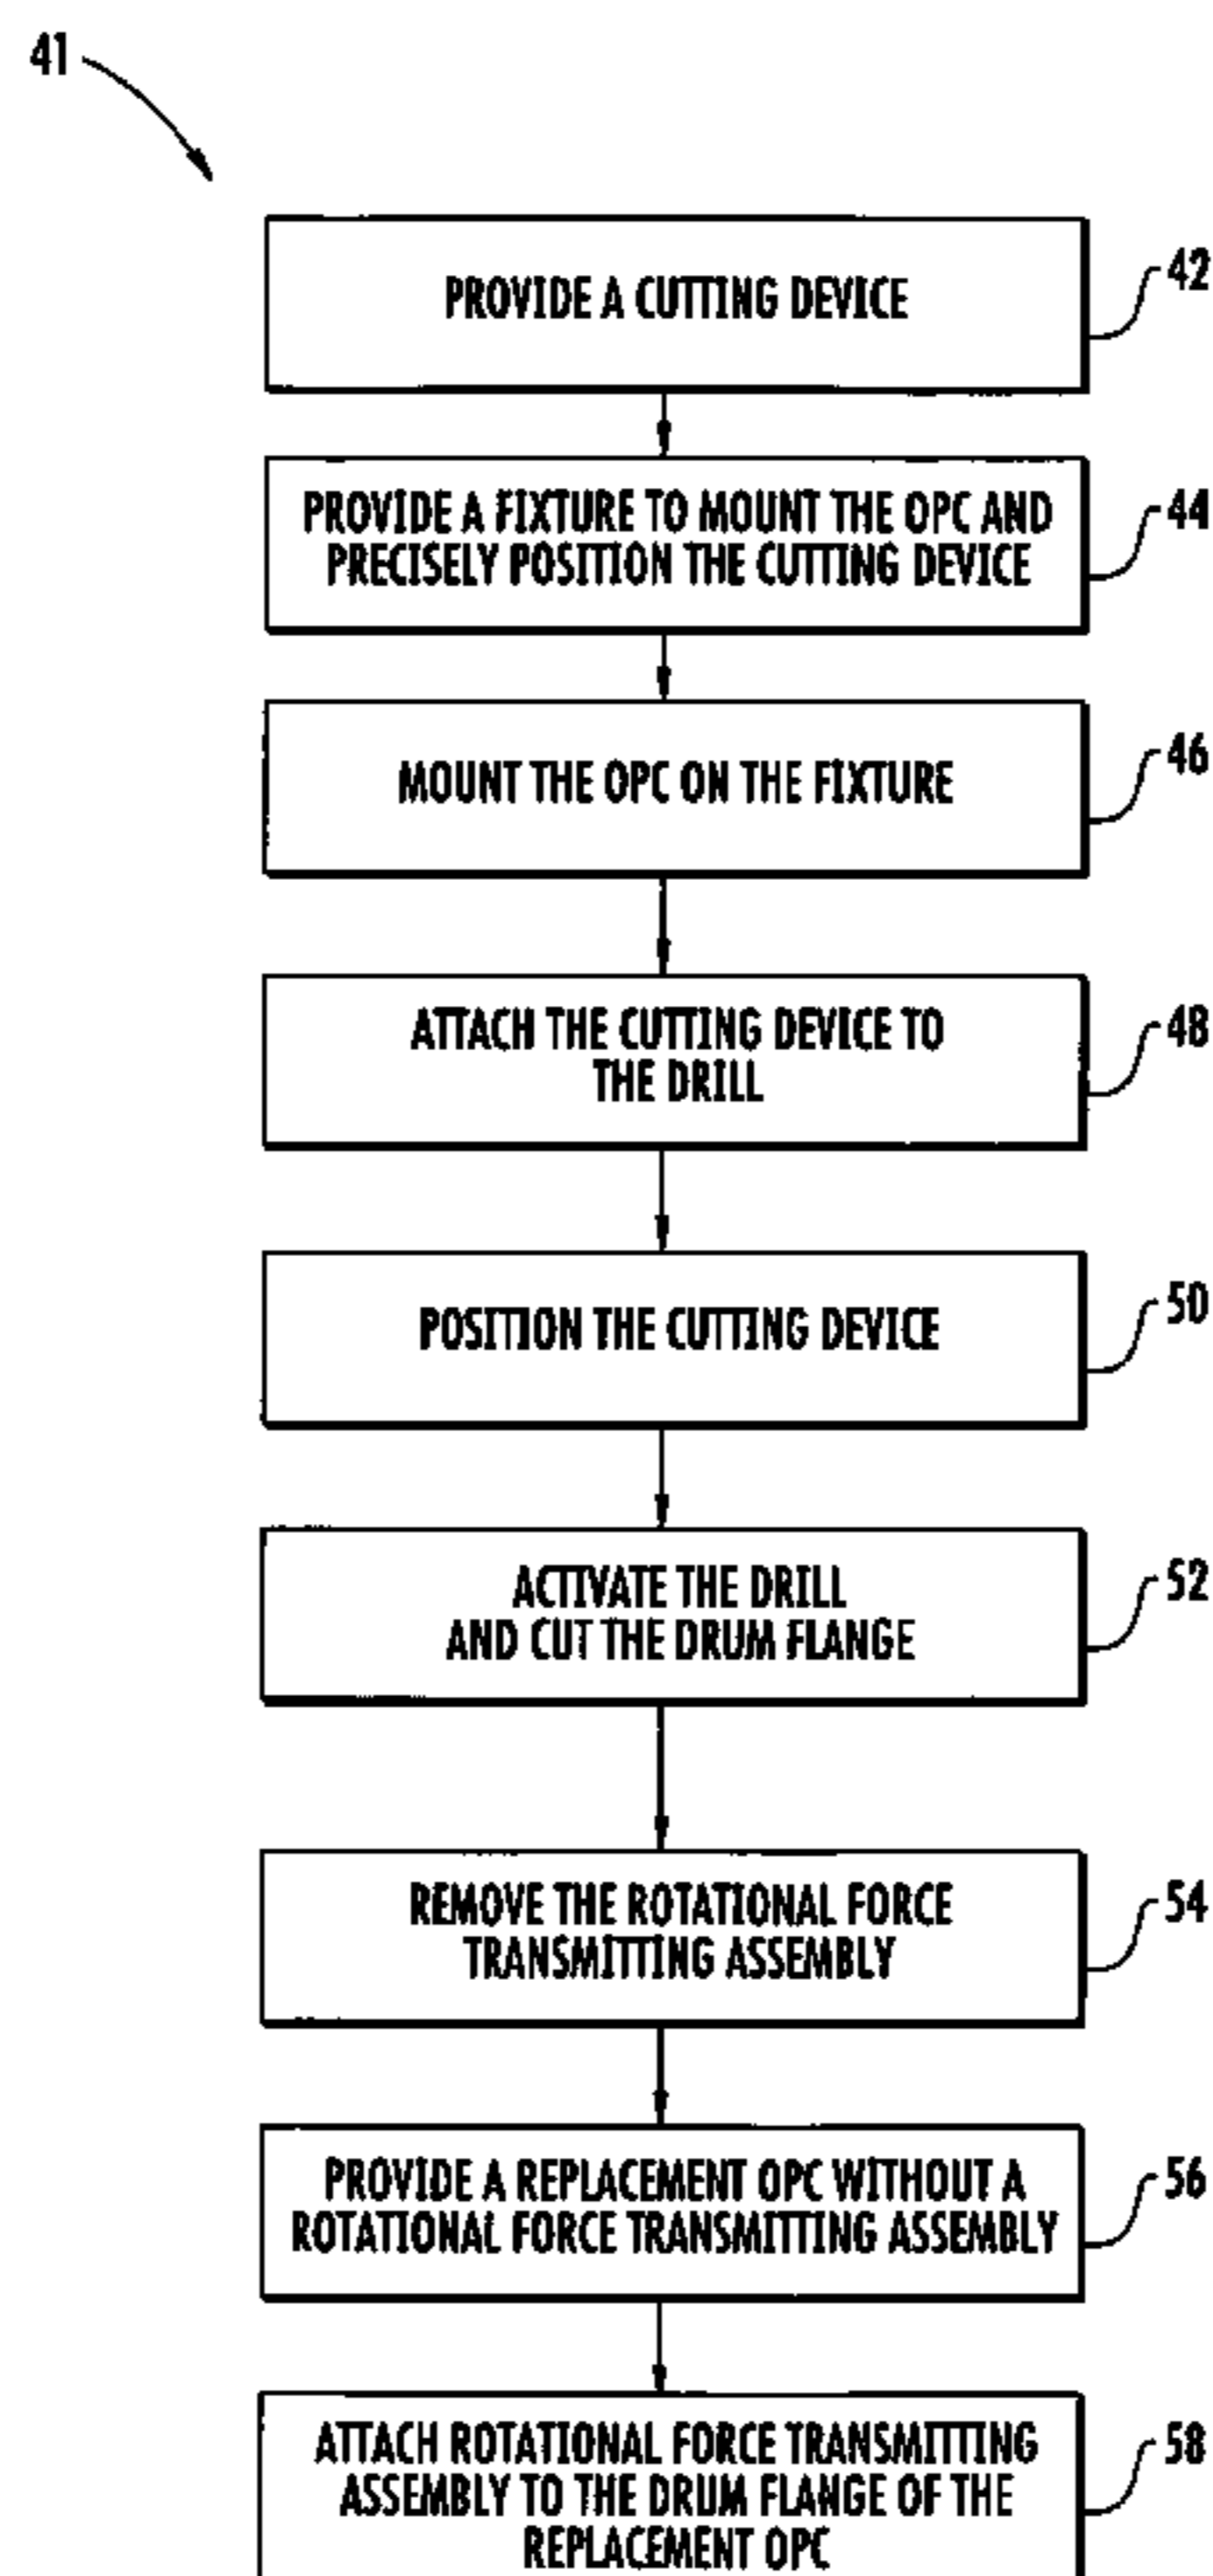 41
PROVIDE A CUTTING DEVICE
42
PROVIDE A FIXTURE TO MOUNT THE OPC AND
PRECISELY POSITION THE CUTTING DEVICE
44
MOUNT THE OPC ON THE FIXTURE
46
ATTACH THE CUTTING DEVICE TO
THE DRILL
48
POSITION THE CUTTING DEVICE
50
ACTIVATE THE DRILL
AND CUT THE DRUM FLANGE
52
REMOVE THE ROTATIONAL FORCE
TRANSMITTING ASSEMBLY
54
PROVIDE A REPLACEMENT OPC WITHOUT A
ROTATIONAL FORCE TRANSMITTING ASSEMBLY
56
ATTACH ROTATIONAL FORCE TRANSMITTING
ASSEMBLY TO THE DRUM FLANGE OF THE
REPLACEMENT OPC
58